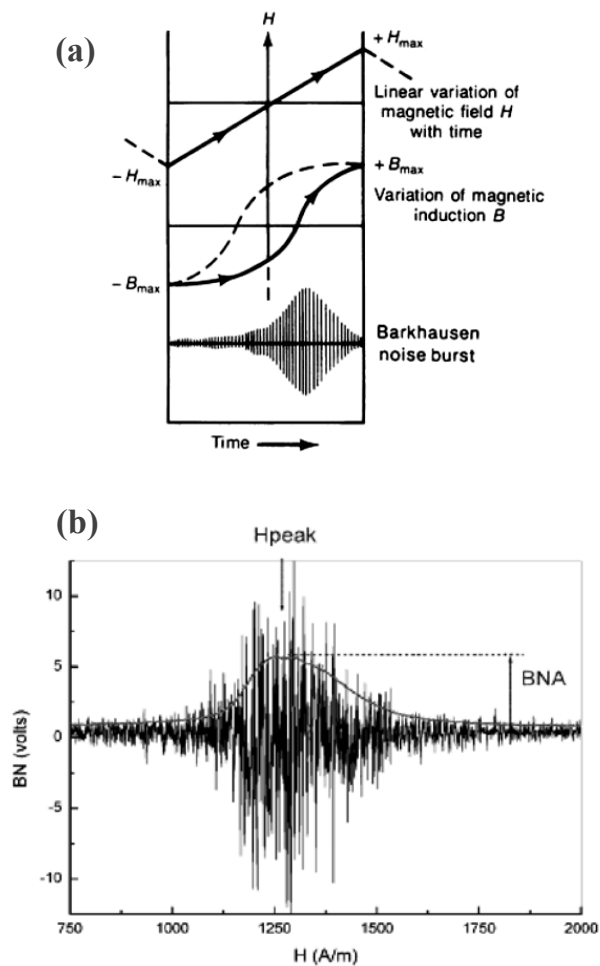 (a)
H
+ Hmax
Linear variation of
magnetic field H
with time
− Hmax
+ Bmax
Variation of magnetic
induction B
− Bmax
Barkhausen
noise burst
Time
(b)
Hpeak
10
5
0
-5
-10
BNA
BN (volts)
750 1000 1250 1500 1750 2000
H (A/m)